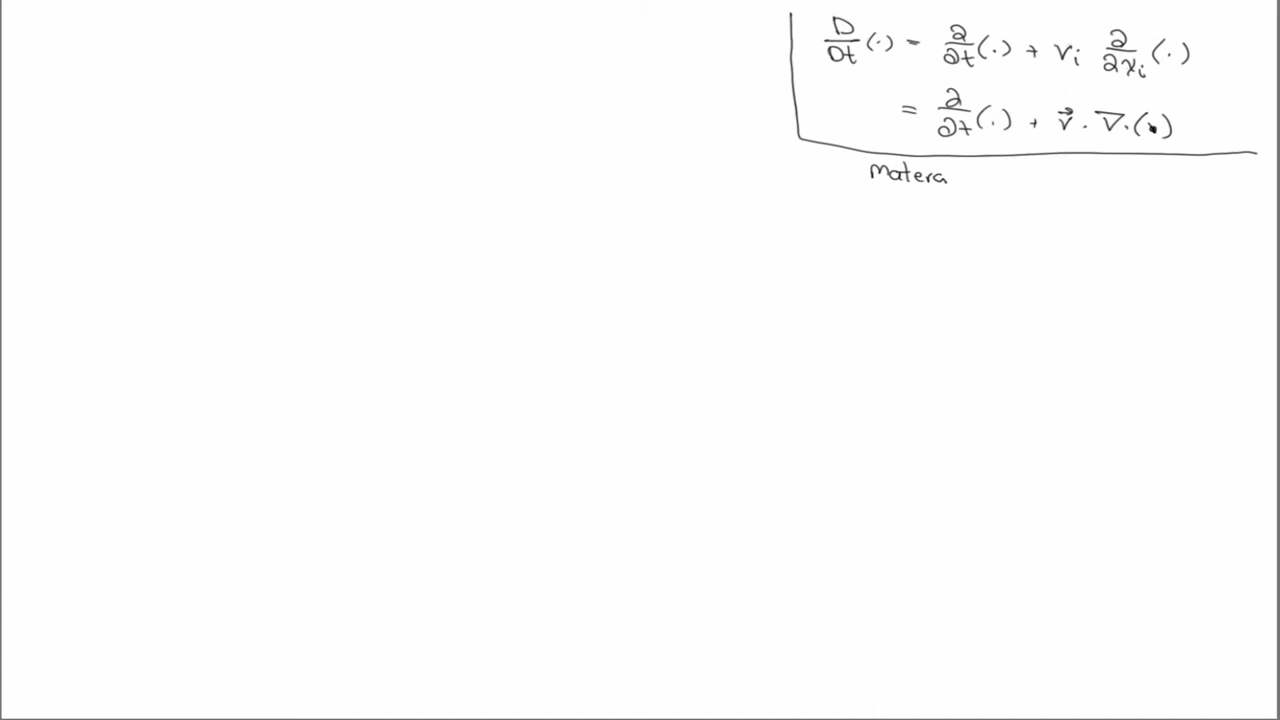 D/Dt (·) = ∂/∂t (·) + vᵢ ∂/∂xᵢ (·)
= ∂/∂t (·) + v⃗ · ∇·(·)
matera